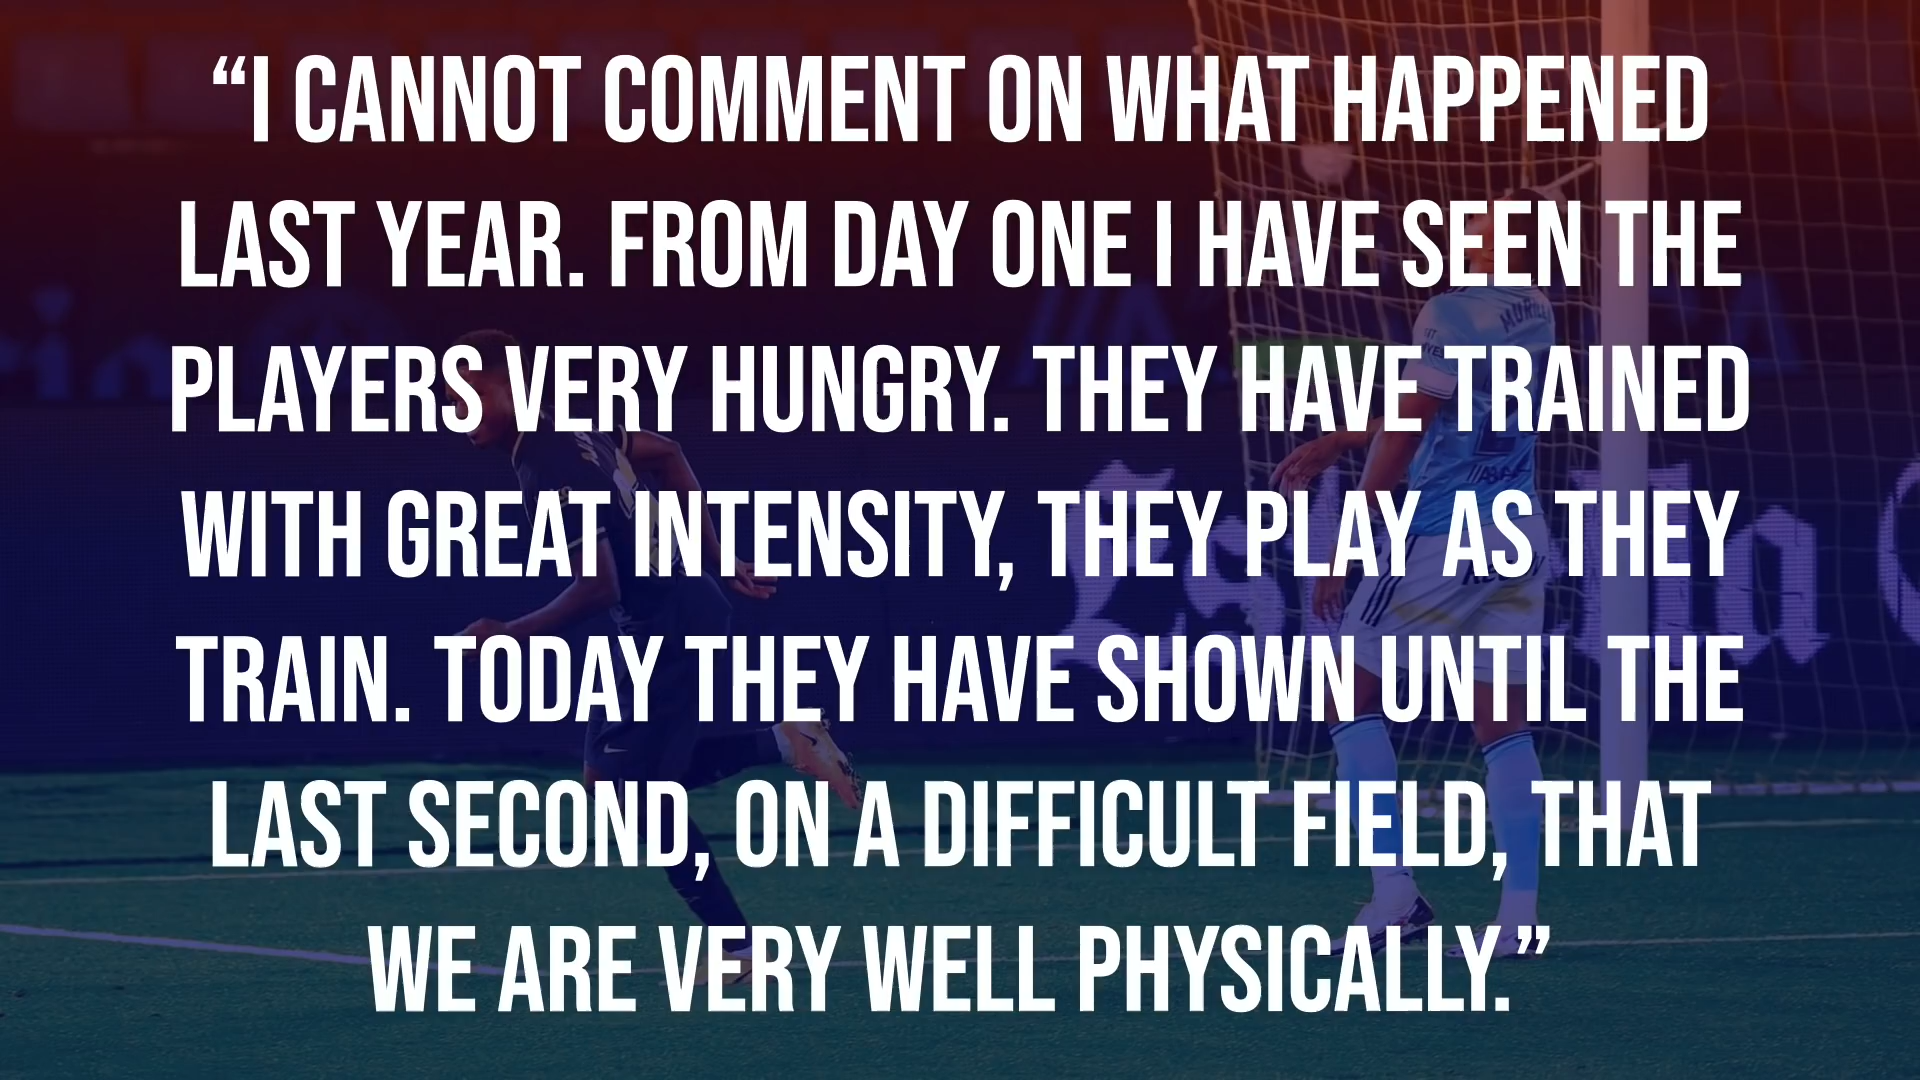 “I CANNOT COMMENT ON WHAT HAPPENED
LAST YEAR. FROM DAY ONE I HAVE SEEN THE
PLAYERS VERY HUNGRY. THEY HAVE TRAINED
WITH GREAT INTENSITY, THEY PLAY AS THEY
TRAIN. TODAY THEY HAVE SHOWN UNTIL THE
LAST SECOND, ON A DIFFICULT FIELD, THAT
WE ARE VERY WELL PHYSICALLY.”